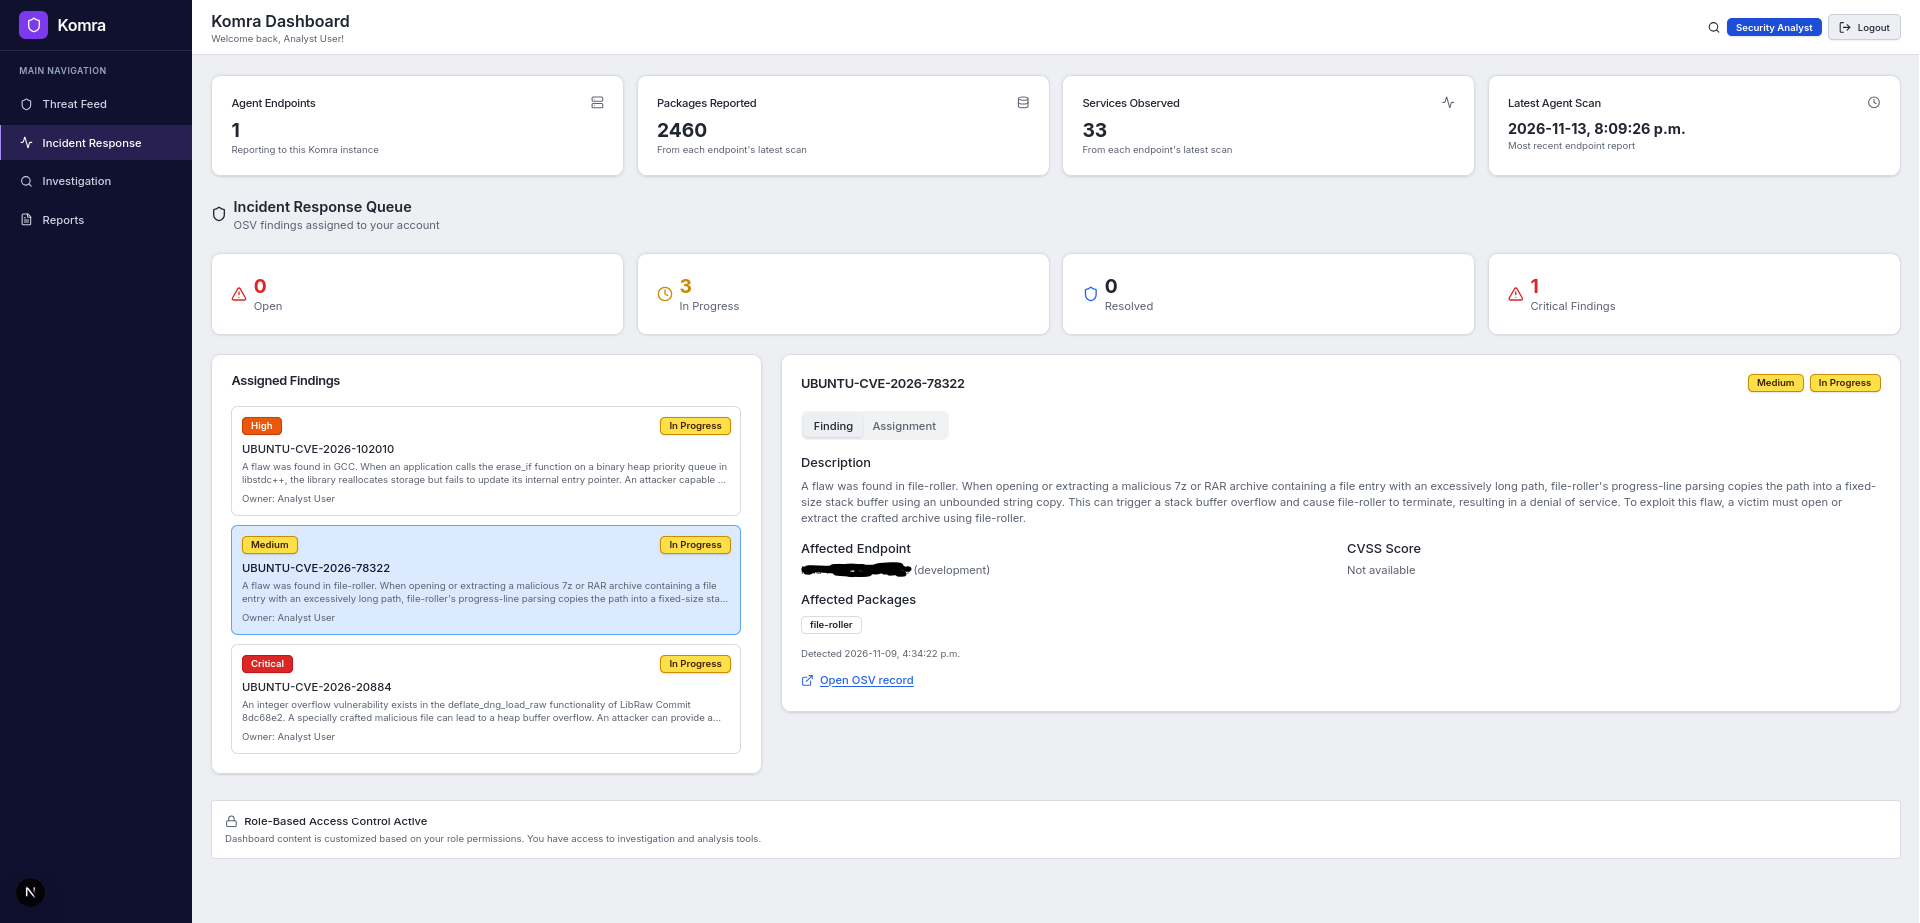 Komra
MAIN NAVIGATION
Threat Feed
Incident Response
Investigation
Reports
Komra Dashboard
Welcome back, Analyst User!
Security Analyst
Logout
Agent Endpoints
1
Reporting to this Komra instance
Packages Reported
2460
From each endpoint's latest scan
Services Observed
33
From each endpoint's latest scan
Latest Agent Scan
2026-11-13, 8:09:26 p.m.
Most recent endpoint report
Incident Response Queue
OSV findings assigned to your account
0
Open
3
In Progress
0
Resolved
1
Critical Findings
Assigned Findings
High
In Progress
UBUNTU-CVE-2026-102010
A flaw was found in GCC. When an application calls the erase_if function on a binary heap priority queue in
libstdc++, the library reallocates storage but fails to update its internal entry pointer. An attacker capable ...
Owner: Analyst User
Medium
In Progress
UBUNTU-CVE-2026-78322
A flaw was found in file-roller. When opening or extracting a malicious 7z or RAR archive containing a file
entry with an excessively long path, file-roller's progress-line parsing copies the path into a fixed-size sta...
Owner: Analyst User
Critical
In Progress
UBUNTU-CVE-2026-20884
An integer overflow vulnerability exists in the deflate_dng_load_raw functionality of LibRaw Commit
8dc68e2. A specially crafted malicious file can lead to a heap buffer overflow. An attacker can provide a...
Owner: Analyst User
UBUNTU-CVE-2026-78322
Medium
In Progress
Finding
Assignment
Description
A flaw was found in file-roller. When opening or extracting a malicious 7z or RAR archive containing a file entry with an excessively long path, file-roller's progress-line parsing copies the path into a fixed-
size stack buffer using an unbounded string copy. This can trigger a stack buffer overflow and cause file-roller to terminate, resulting in a denial of service. To exploit this flaw, a victim must open or
extract the crafted archive using file-roller.
Affected Endpoint
(development)
CVSS Score
Not available
Affected Packages
file-roller
Detected 2026-11-09, 4:34:22 p.m.
Open OSV record
Role-Based Access Control Active
Dashboard content is customized based on your role permissions. You have access to investigation and analysis tools.
N